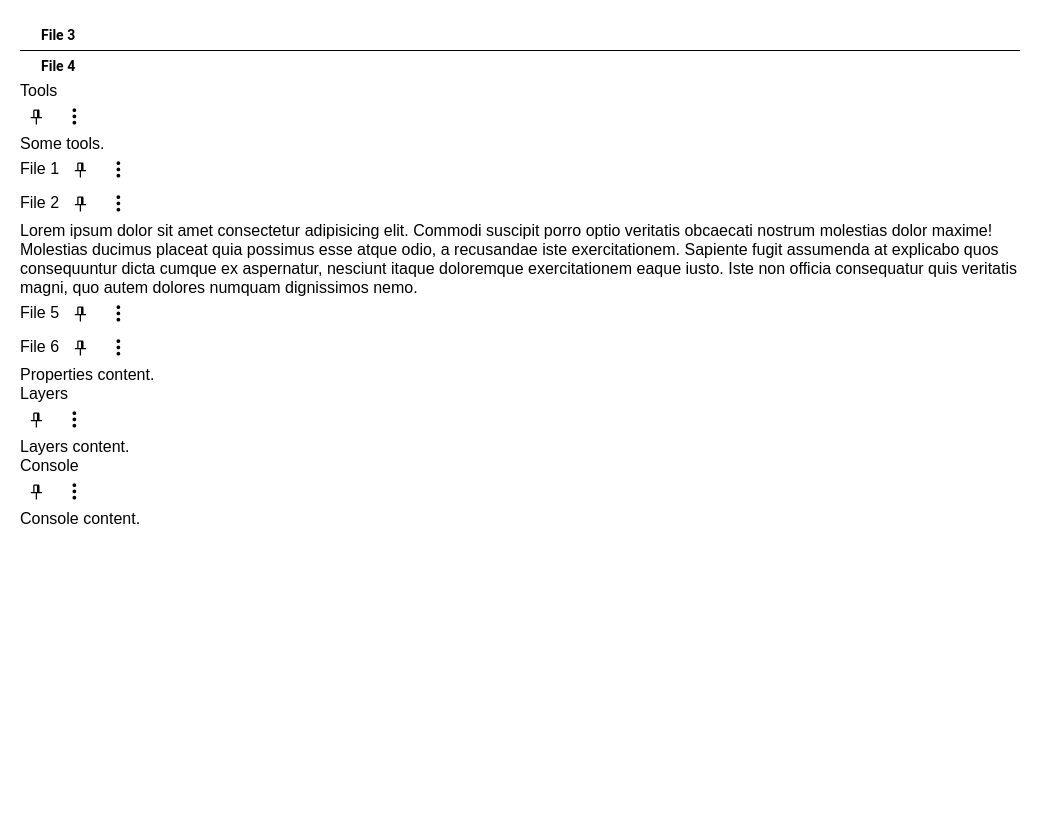 File 3
File 4
Tools
Some tools.
File 1
File 2
Lorem ipsum dolor sit amet consectetur adipisicing elit. Commodi suscipit porro optio veritatis obcaecati nostrum molestias dolor maxime!
Molestias ducimus placeat quia possimus esse atque odio, a recusandae iste exercitationem. Sapiente fugit assumenda at explicabo quos
consequuntur dicta cumque ex aspernatur, nesciunt itaque doloremque exercitationem eaque iusto. Iste non officia consequatur quis veritatis
magni, quo autem dolores numquam dignissimos nemo.
File 5
File 6
Properties content.
Layers
Layers content.
Console
Console content.